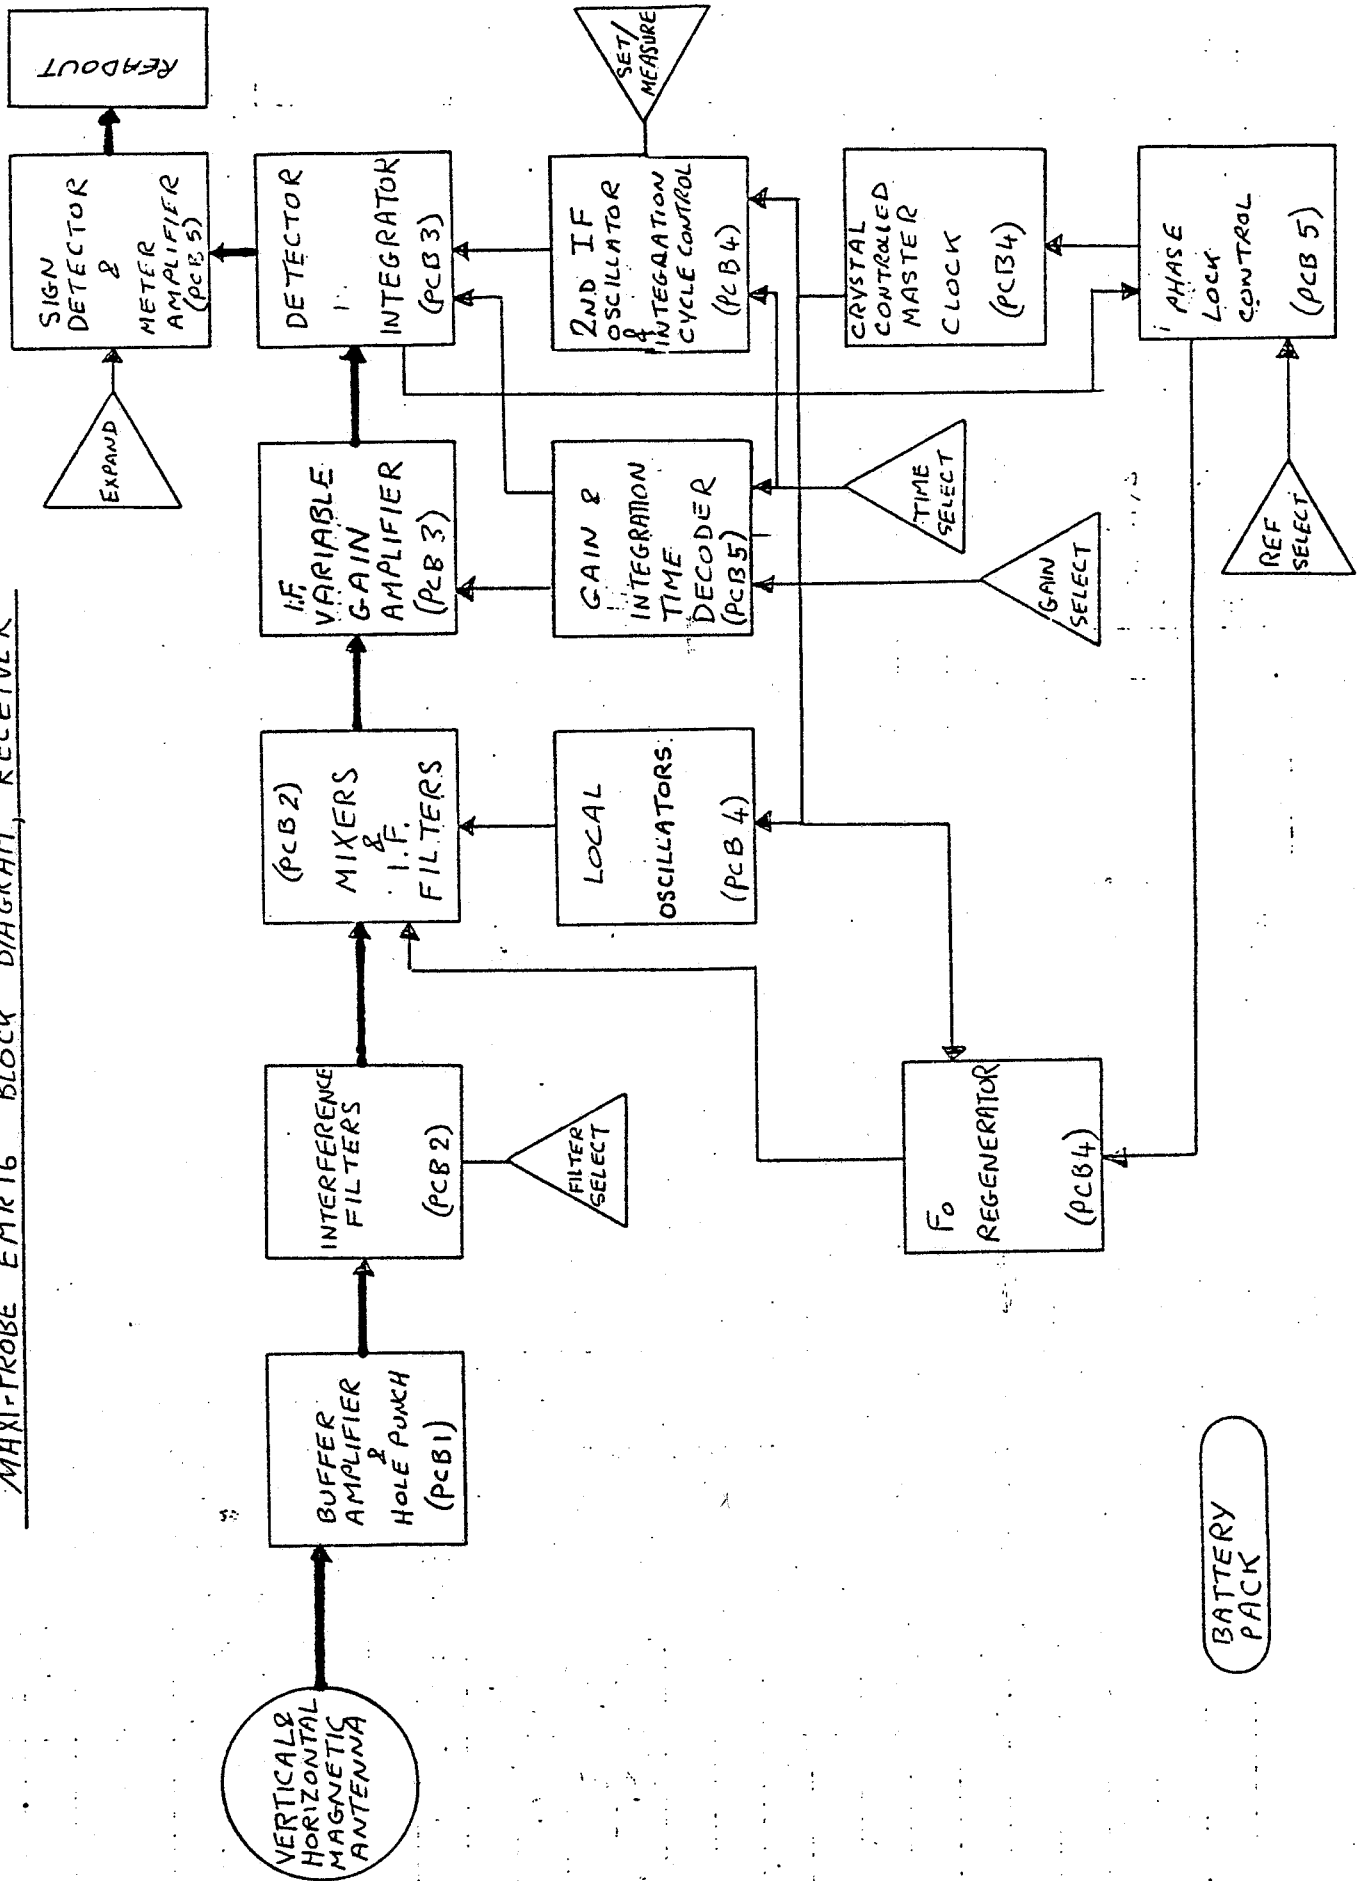 MAXI-PROBE EMR16 BLOCK DIAGRAM, RECEIVER
VERTICAL &
HORIZONTAL
MAGNETIC
ANTENNA
BUFFER
AMPLIFIER
&
HOLE PUNCH
(PCB1)
INTERFERENCE
FILTERS
(PCB2)
FILTER
SELECT
(PCB2)
MIXERS
&
I.F.
FILTERS
I.F.
VARIABLE
GAIN
AMPLIFIER
(PCB3)
DETECTOR
INTEGRATOR
(PCB3)
SIGN
DETECTOR
&
METER
AMPLIFIER
(PCB5)
READOUT
EXPAND
LOCAL
OSCILLATORS
(PCB4)
GAIN &
INTEGRATION
TIME
DECODER
(PCB5)
2ND IF
OSCILLATOR
&
INTEGRATION
CYCLE CONTROL
(PCB4)
SET/
MEASURE
TIME
SELECT
GAIN
SELECT
CRYSTAL
CONTROLLED
MASTER
CLOCK
(PCB4)
Fo
REGENERATOR
(PCB4)
PHASE
LOCK
CONTROL
(PCB5)
REF
SELECT
BATTERY
PACK